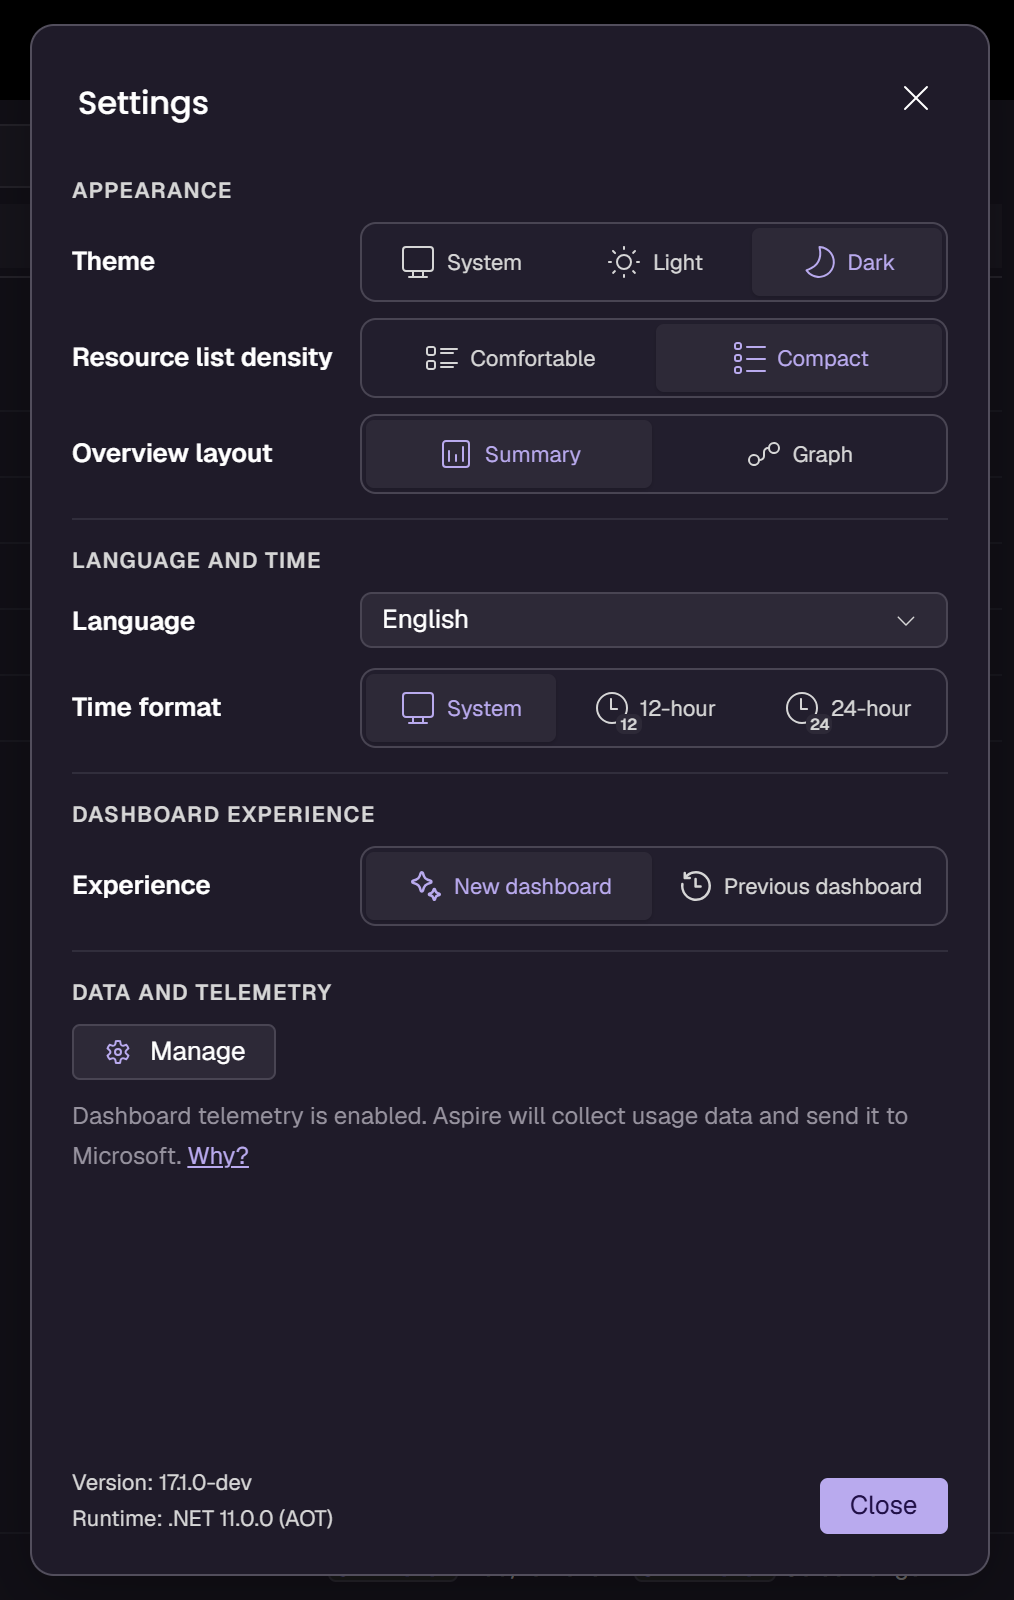 Settings
APPEARANCE
Theme
System
Light
Dark
Resource list density
Comfortable
Compact
Overview layout
Summary
Graph
LANGUAGE AND TIME
Language
English
Time format
System
12
12-hour
24
24-hour
DASHBOARD EXPERIENCE
Experience
New dashboard
Previous dashboard
DATA AND TELEMETRY
Manage
Dashboard telemetry is enabled. Aspire will collect usage data and send it to
Microsoft. Why?
Version: 17.1.0-dev
Runtime: .NET 11.0.0 (AOT)
Close